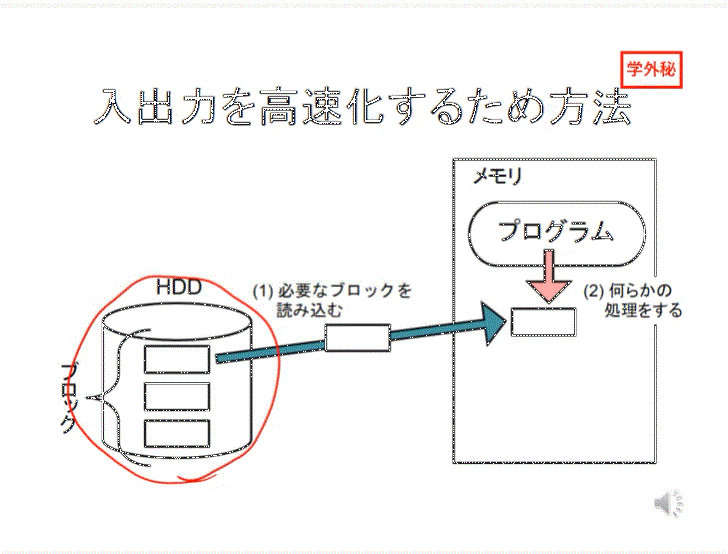 学外秘
入出力を高速化するため方法
メモリ
プログラム
HDD
(1) 必要なブロックを
読み込む
(2) 何らかの
処理をする
ブロック